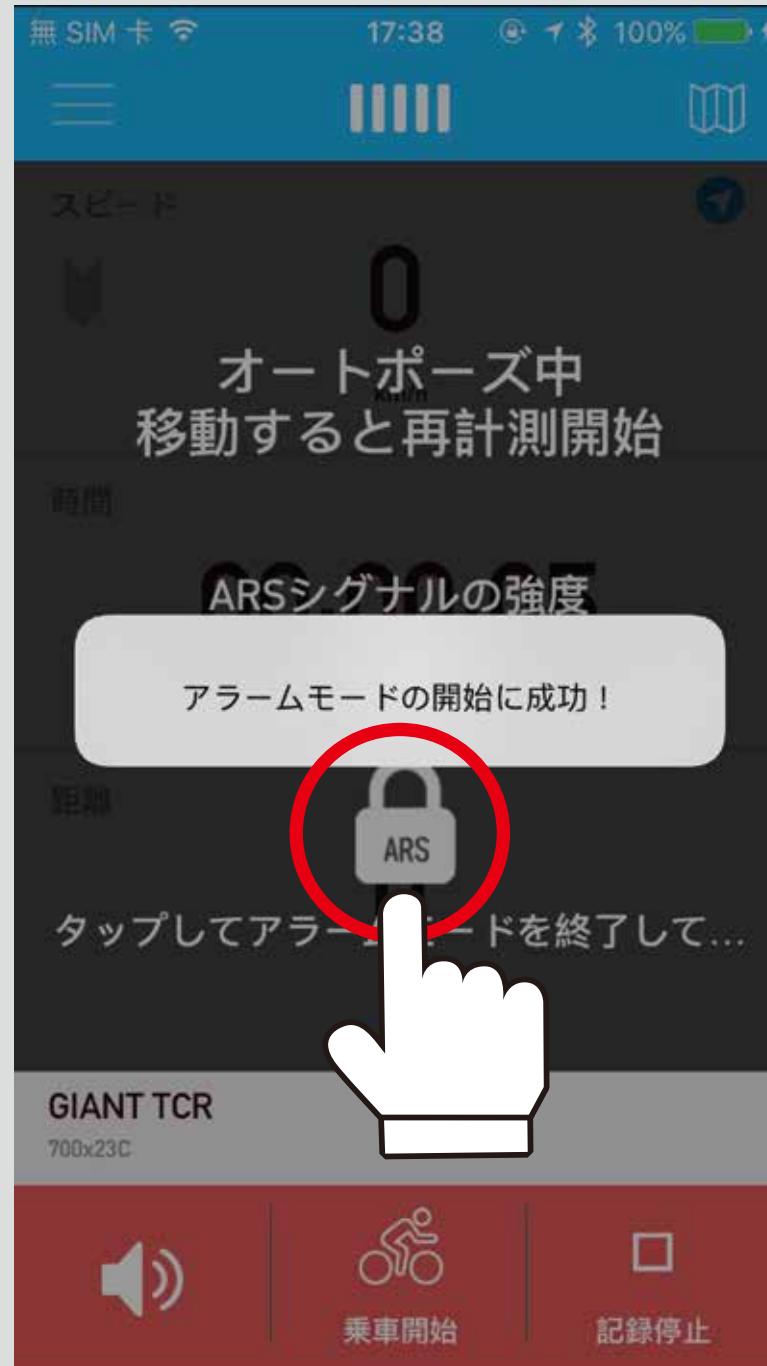 無 SIM 卡 17:38 100%
スピード
0
km/h
オートポーズ中
移動すると再計測開始
時間
ARSシグナルの強度
アラームモードの開始に成功！
距離
ARS
タップしてアラームモードを終了して...
GIANT TCR
700x23C
乗車開始
記録停止